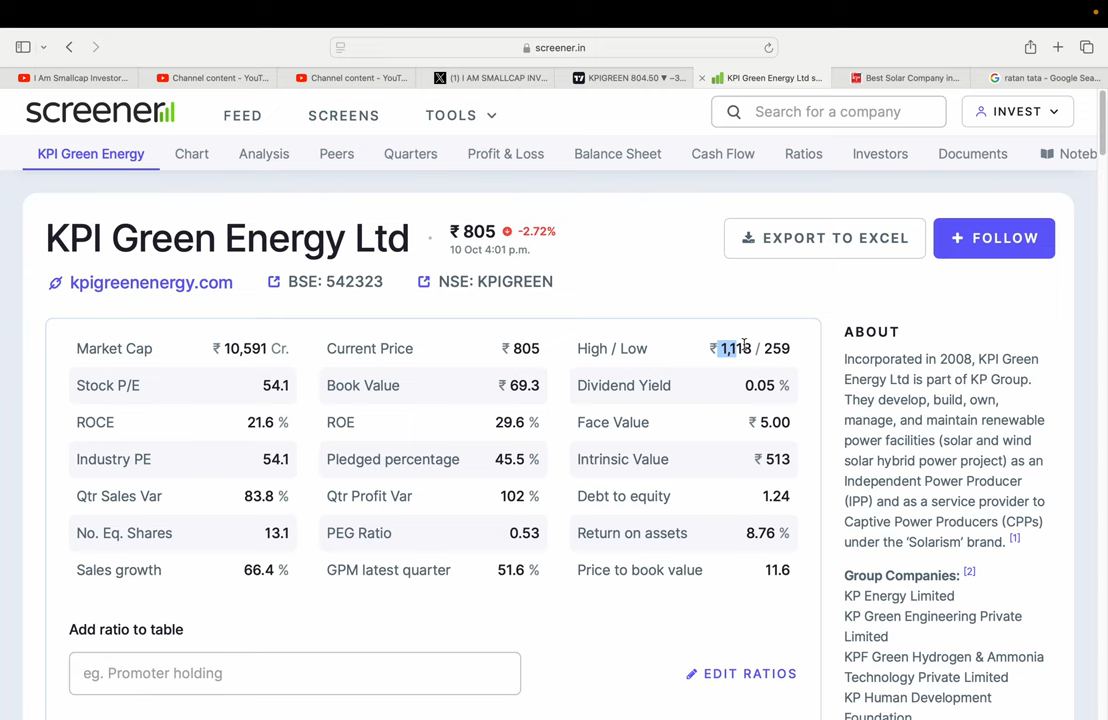 screener.in
I Am Smallcap Investor...
Channel content - YouT...
Channel content - YouT...
(1) I AM SMALLCAP INV...
KPIGREEN 804.50 ▼ −3...
KPI Green Energy Ltd s...
Best Solar Company in...
ratan tata - Google Sea...
screener
FEED
SCREENS
TOOLS
Search for a company
INVEST
KPI Green Energy
Chart
Analysis
Peers
Quarters
Profit & Loss
Balance Sheet
Cash Flow
Ratios
Investors
Documents
Noteb
KPI Green Energy Ltd
₹ 805 -2.72%
10 Oct 4:01 p.m.
EXPORT TO EXCEL
+ FOLLOW
kpigreenenergy.com
BSE: 542323
NSE: KPIGREEN
Market Cap ₹ 10,591 Cr.
Current Price ₹ 805
High / Low ₹ 1,118 / 259
Stock P/E 54.1
Book Value ₹ 69.3
Dividend Yield 0.05 %
ROCE 21.6 %
ROE 29.6 %
Face Value ₹ 5.00
Industry PE 54.1
Pledged percentage 45.5 %
Intrinsic Value ₹ 513
Qtr Sales Var 83.8 %
Qtr Profit Var 102 %
Debt to equity 1.24
No. Eq. Shares 13.1
PEG Ratio 0.53
Return on assets 8.76 %
Sales growth 66.4 %
GPM latest quarter 51.6 %
Price to book value 11.6
Add ratio to table
eg. Promoter holding
EDIT RATIOS
ABOUT
Incorporated in 2008, KPI Green
Energy Ltd is part of KP Group.
They develop, build, own,
manage, and maintain renewable
power facilities (solar and wind
solar hybrid power project) as an
Independent Power Producer
(IPP) and as a service provider to
Captive Power Producers (CPPs)
under the ‘Solarism’ brand. [1]
Group Companies: [2]
KP Energy Limited
KP Green Engineering Private
Limited
KPF Green Hydrogen & Ammonia
Technology Private Limited
KP Human Development
Foundation